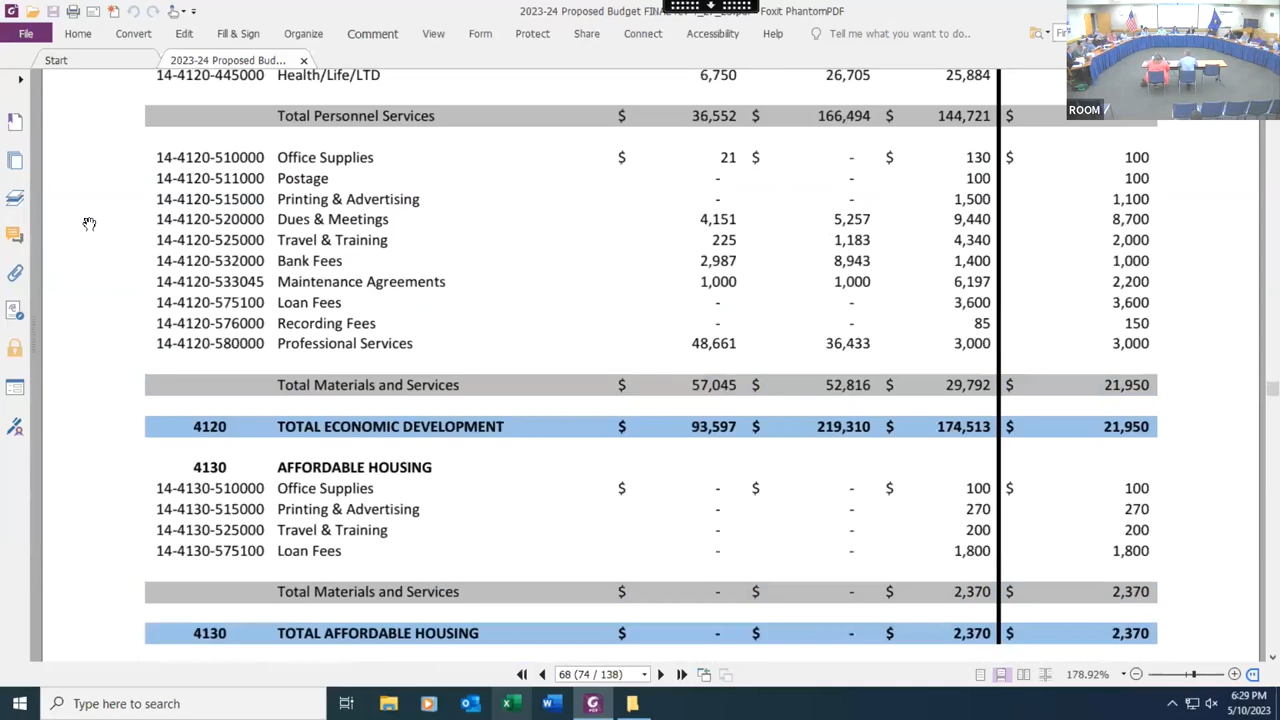 2023-24 Proposed Budget FINAL
Foxit PhantomPDF
File Home Convert Edit Fill & Sign Organize Comment View Form Protect Share Connect Accessibility Help Tell me what you want to do..
Start 2023-24 Proposed Bud... ×
ROOM
14-4120-445000 Health/Life/LTD 6,750 26,705 25,884
Total Personnel Services $ 36,552 $ 166,494 $ 144,721 $
14-4120-510000 Office Supplies $ 21 $ - $ 130 $ 100
14-4120-511000 Postage - - 100 100
14-4120-515000 Printing & Advertising - - 1,500 1,100
14-4120-520000 Dues & Meetings 4,151 5,257 9,440 8,700
14-4120-525000 Travel & Training 225 1,183 4,340 2,000
14-4120-532000 Bank Fees 2,987 8,943 1,400 1,000
14-4120-533045 Maintenance Agreements 1,000 1,000 6,197 2,200
14-4120-575100 Loan Fees - - 3,600 3,600
14-4120-576000 Recording Fees - - 85 150
14-4120-580000 Professional Services 48,661 36,433 3,000 3,000
Total Materials and Services $ 57,045 $ 52,816 $ 29,792 $ 21,950
4120 TOTAL ECONOMIC DEVELOPMENT $ 93,597 $ 219,310 $ 174,513 $ 21,950
4130 AFFORDABLE HOUSING
14-4130-510000 Office Supplies $ - $ - $ 100 $ 100
14-4130-515000 Printing & Advertising - - 270 270
14-4130-525000 Travel & Training - - 200 200
14-4130-575100 Loan Fees - - 1,800 1,800
Total Materials and Services $ - $ - $ 2,370 $ 2,370
4130 TOTAL AFFORDABLE HOUSING $ - $ - $ 2,370 $ 2,370
68 (74 / 138) 178.92%
Type here to search
6:29 PM
5/10/2023